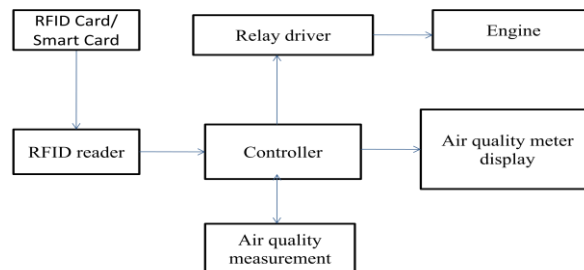 RFID Card/
Smart Card
Relay driver
Engine
RFID reader
Controller
Air quality meter
display
Air quality
measurement